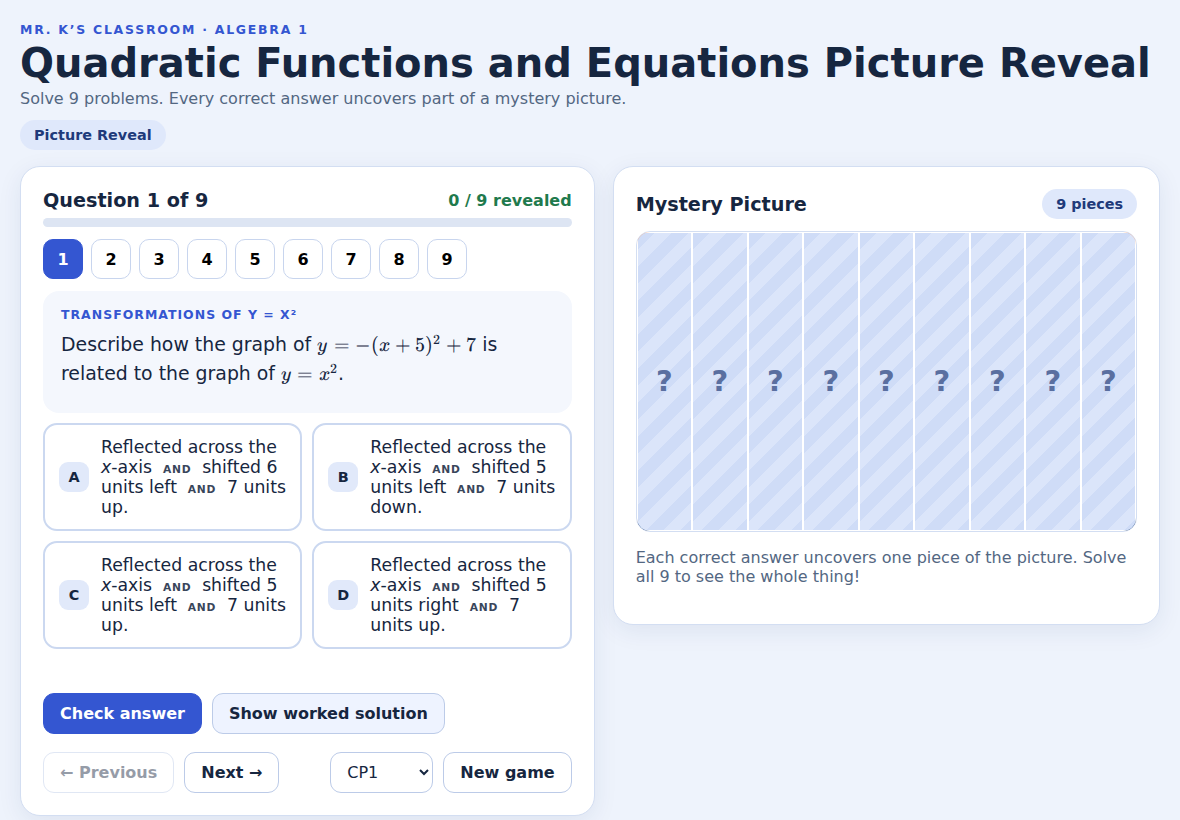 MR. K'S CLASSROOM · ALGEBRA 1
Quadratic Functions and Equations Picture Reveal
Solve 9 problems. Every correct answer uncovers part of a mystery picture.
Picture Reveal
Question 1 of 9
0 / 9 revealed
1 2 3 4 5 6 7 8 9
TRANSFORMATIONS OF Y = X²
Describe how the graph of y = −(x + 5)² + 7 is
related to the graph of y = x².
A
Reflected across the
x-axis AND shifted 6
units left AND 7 units
up.
B
Reflected across the
x-axis AND shifted 5
units left AND 7 units
down.
C
Reflected across the
x-axis AND shifted 5
units left AND 7 units
up.
D
Reflected across the
x-axis AND shifted 5
units right AND 7
units up.
Check answer
Show worked solution
← Previous
Next →
CP1
New game
Mystery Picture
9 pieces
? ? ? ? ? ? ? ? ?
Each correct answer uncovers one piece of the picture. Solve
all 9 to see the whole thing!